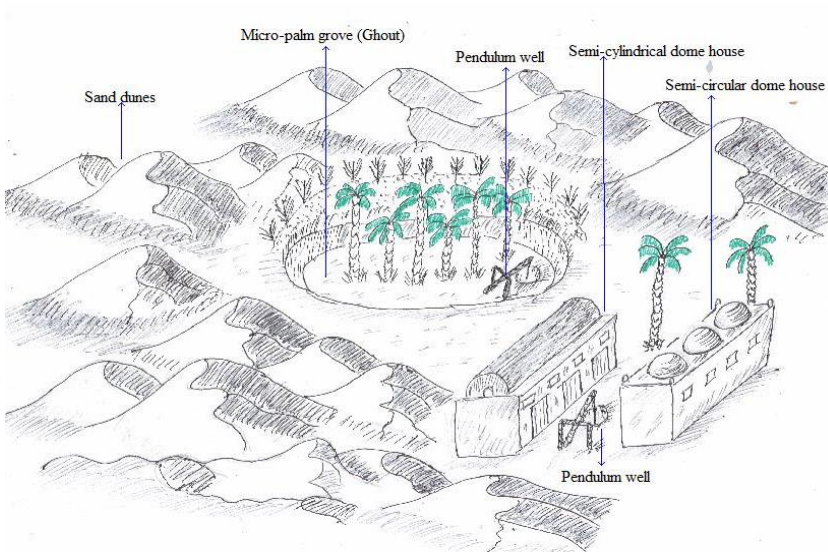 Micro-palm grove (Ghout)
Pendulum well
Semi-cylindrical dome house
Semi-circular dome house
Sand dunes
Pendulum well